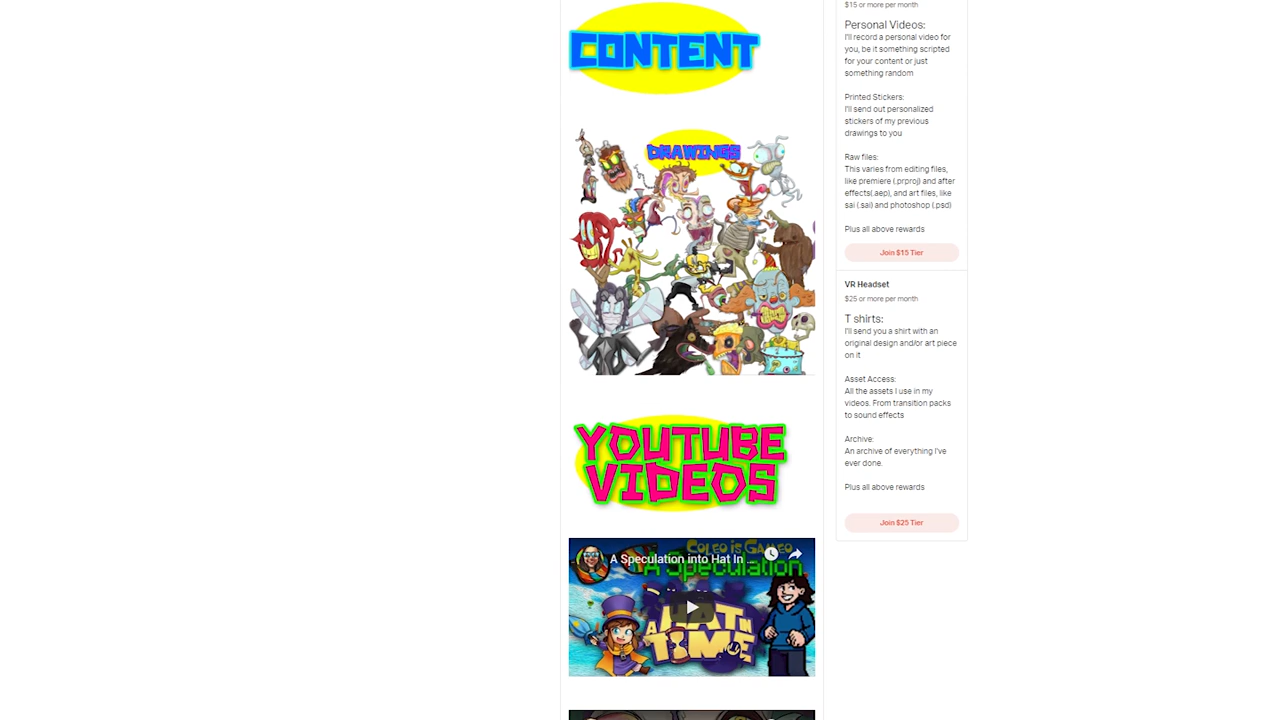 CONTENT
DRAWINGS
YOUTUBE
VIDEOS
A Speculation into Hat In ...
COLEO IS GAMEO
A Speculation
A HAT IN
TIME
$15 or more per month
Personal Videos:
I'll record a personal video for
you, be it something scripted
for your content or just
something random
Printed Stickers:
I'll send out personalized
stickers of my previous
drawings to you
Raw files:
This varies from editing files,
like premiere (.prproj) and after
effects(.aep), and art files, like
sai (.sai) and photoshop (.psd)
Plus all above rewards
Join $15 Tier
VR Headset
$25 or more per month
T shirts:
I'll send you a shirt with an
original design and/or art piece
on it
Asset Access:
All the assets I use in my
videos. From transition packs
to sound effects
Archive:
An archive of everything I've
ever done.
Plus all above rewards
Join $25 Tier